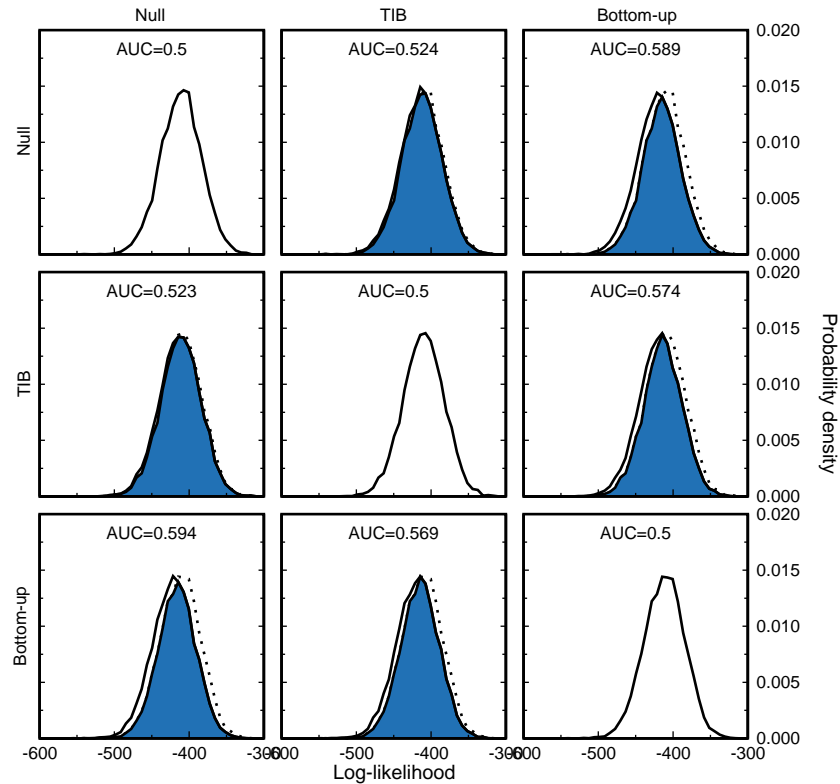 Null TIB Bottom-up
AUC=0.5 AUC=0.524 AUC=0.589
Null
0.020
0.015
0.010
0.005
0.000
AUC=0.523 AUC=0.5 AUC=0.574
TIB
0.020
0.015
0.010
0.005
0.000
Probability density
AUC=0.594 AUC=0.569 AUC=0.5
Bottom-up
0.020
0.015
0.010
0.005
0.000
-600 -500 -400 -300 -600 -500 -400 -300 -600 -500 -400 -300
Log-likelihood